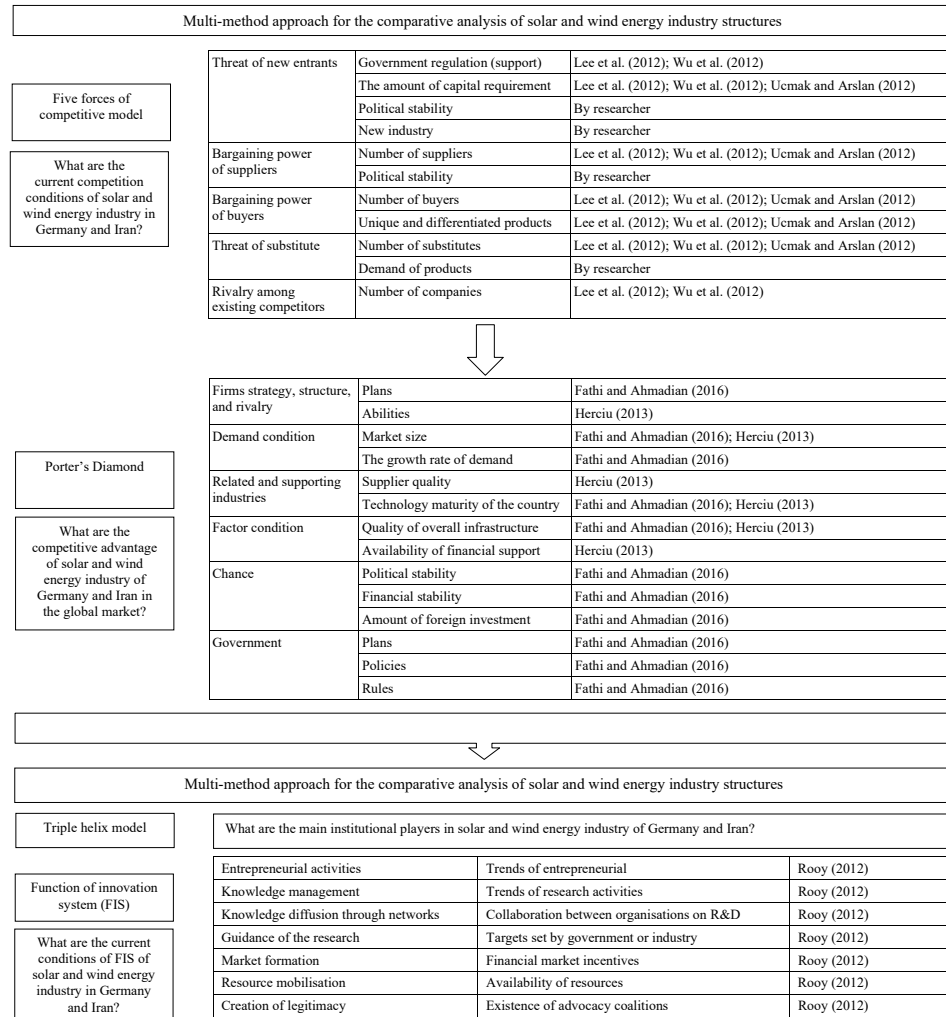 Multi-method approach for the comparative analysis of solar and wind energy industry structures
Five forces of
competitive model
What are the
current competition
conditions of solar and
wind energy industry in
Germany and Iran?
Threat of new entrants Government regulation (support) Lee et al. (2012); Wu et al. (2012)
The amount of capital requirement Lee et al. (2012); Wu et al. (2012); Ucmak and Arslan (2012)
Political stability By researcher
New industry By researcher
Bargaining power
of suppliers
Number of suppliers Lee et al. (2012); Wu et al. (2012); Ucmak and Arslan (2012)
Political stability By researcher
Bargaining power
of buyers
Number of buyers Lee et al. (2012); Wu et al. (2012); Ucmak and Arslan (2012)
Unique and differentiated products Lee et al. (2012); Wu et al. (2012); Ucmak and Arslan (2012)
Threat of substitute Number of substitutes Lee et al. (2012); Wu et al. (2012); Ucmak and Arslan (2012)
Demand of products By researcher
Rivalry among
existing competitors
Number of companies Lee et al. (2012); Wu et al. (2012)
Porter's Diamond
What are the
competitive advantage
of solar and wind
energy industry of
Germany and Iran in
the global market?
Firms strategy, structure,
and rivalry
Plans Fathi and Ahmadian (2016)
Abilities Herciu (2013)
Demand condition Market size Fathi and Ahmadian (2016); Herciu (2013)
The growth rate of demand Fathi and Ahmadian (2016)
Related and supporting
industries
Supplier quality Herciu (2013)
Technology maturity of the country Fathi and Ahmadian (2016); Herciu (2013)
Factor condition Quality of overall infrastructure Fathi and Ahmadian (2016); Herciu (2013)
Availability of financial support Herciu (2013)
Chance Political stability Fathi and Ahmadian (2016)
Financial stability Fathi and Ahmadian (2016)
Amount of foreign investment Fathi and Ahmadian (2016)
Government Plans Fathi and Ahmadian (2016)
Policies Fathi and Ahmadian (2016)
Rules Fathi and Ahmadian (2016)
Multi-method approach for the comparative analysis of solar and wind energy industry structures
Triple helix model What are the main institutional players in solar and wind energy industry of Germany and Iran?
Function of innovation
system (FIS)
What are the current
conditions of FIS of
solar and wind energy
industry in Germany
and Iran?
Entrepreneurial activities Trends of entrepreneurial Rooy (2012)
Knowledge management Trends of research activities Rooy (2012)
Knowledge diffusion through networks Collaboration between organisations on R&D Rooy (2012)
Guidance of the research Targets set by government or industry Rooy (2012)
Market formation Financial market incentives Rooy (2012)
Resource mobilisation Availability of resources Rooy (2012)
Creation of legitimacy Existence of advocacy coalitions Rooy (2012)